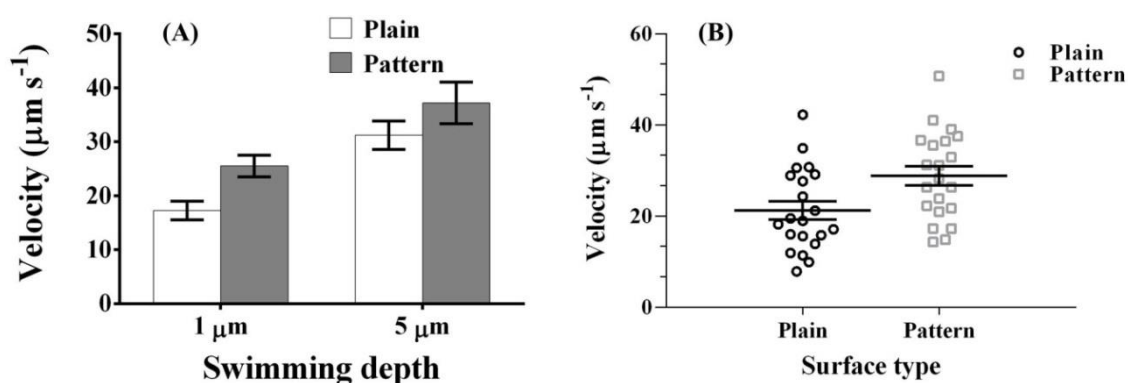 (A)
Plain
Pattern
Velocity (μm s⁻¹)
50
40
30
20
10
0
1 μm
5 μm
Swimming depth
(B)
Plain
Pattern
Velocity (μm s⁻¹)
60
40
20
0
Plain
Pattern
Surface type